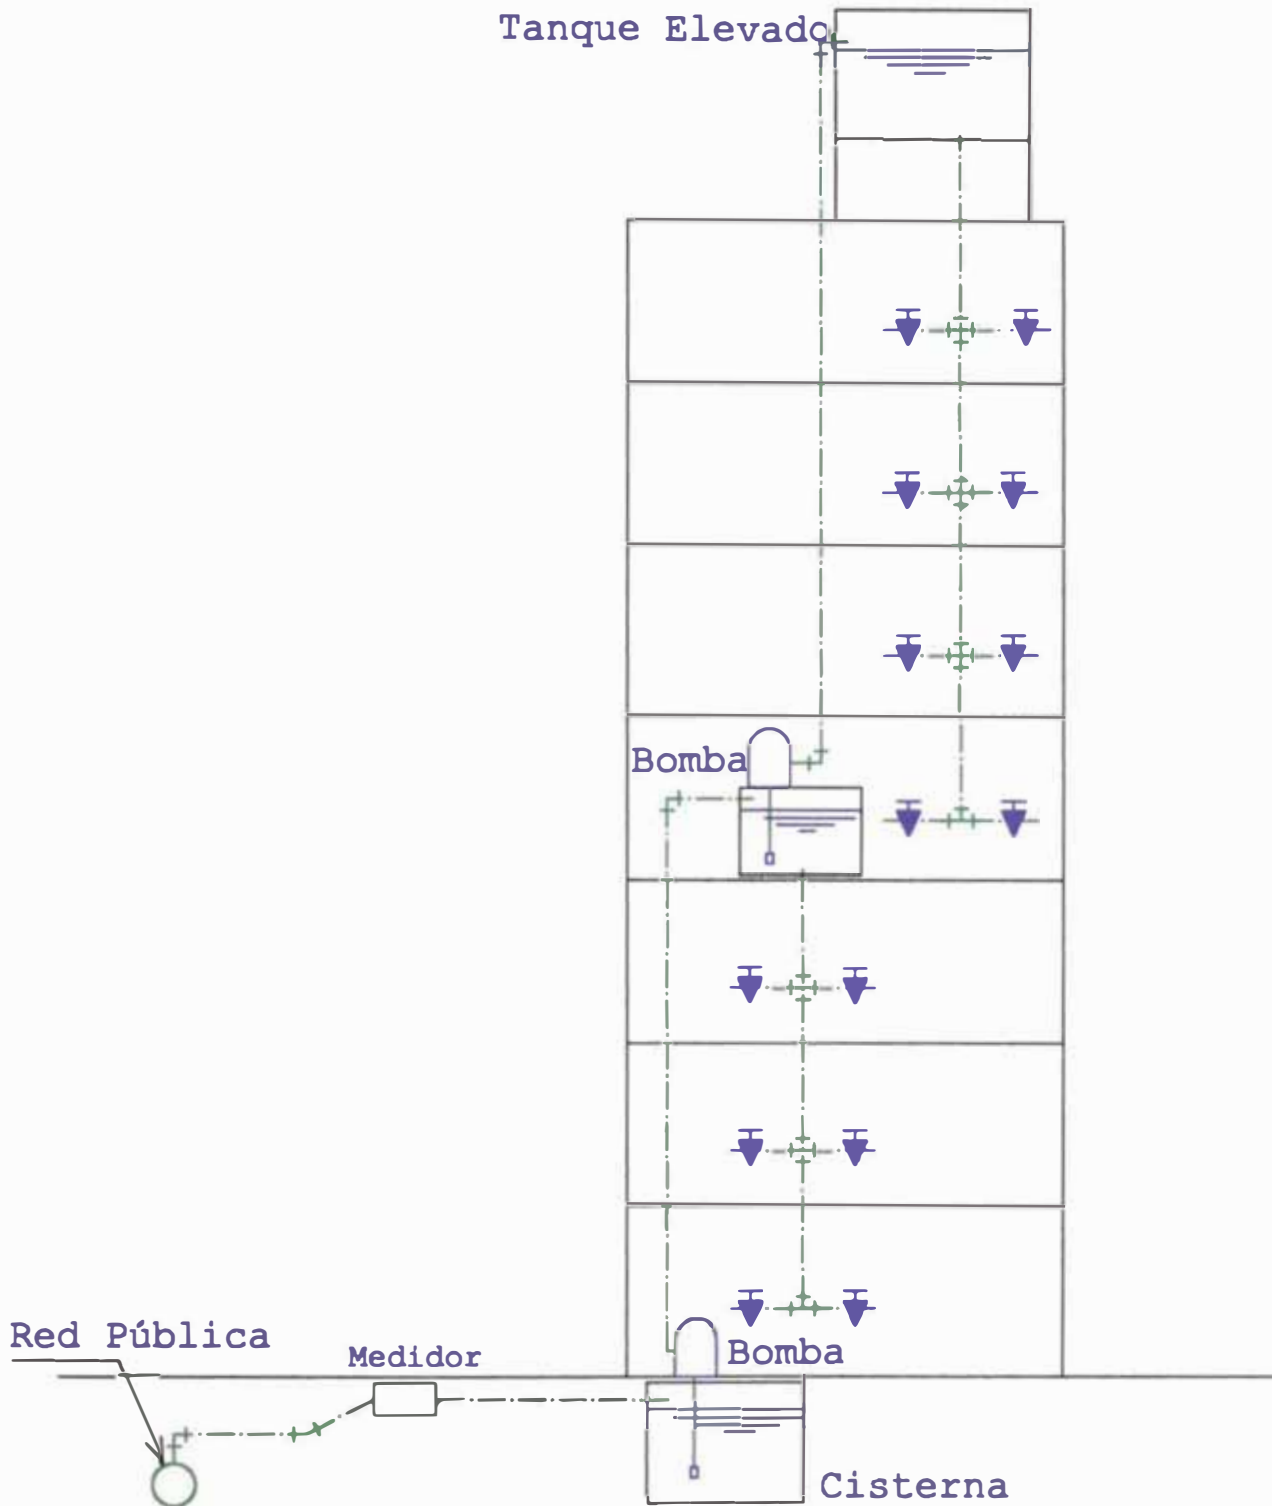 Tanque Elevado
Bomba
Red Pública
Medidor
Bomba
Cisterna